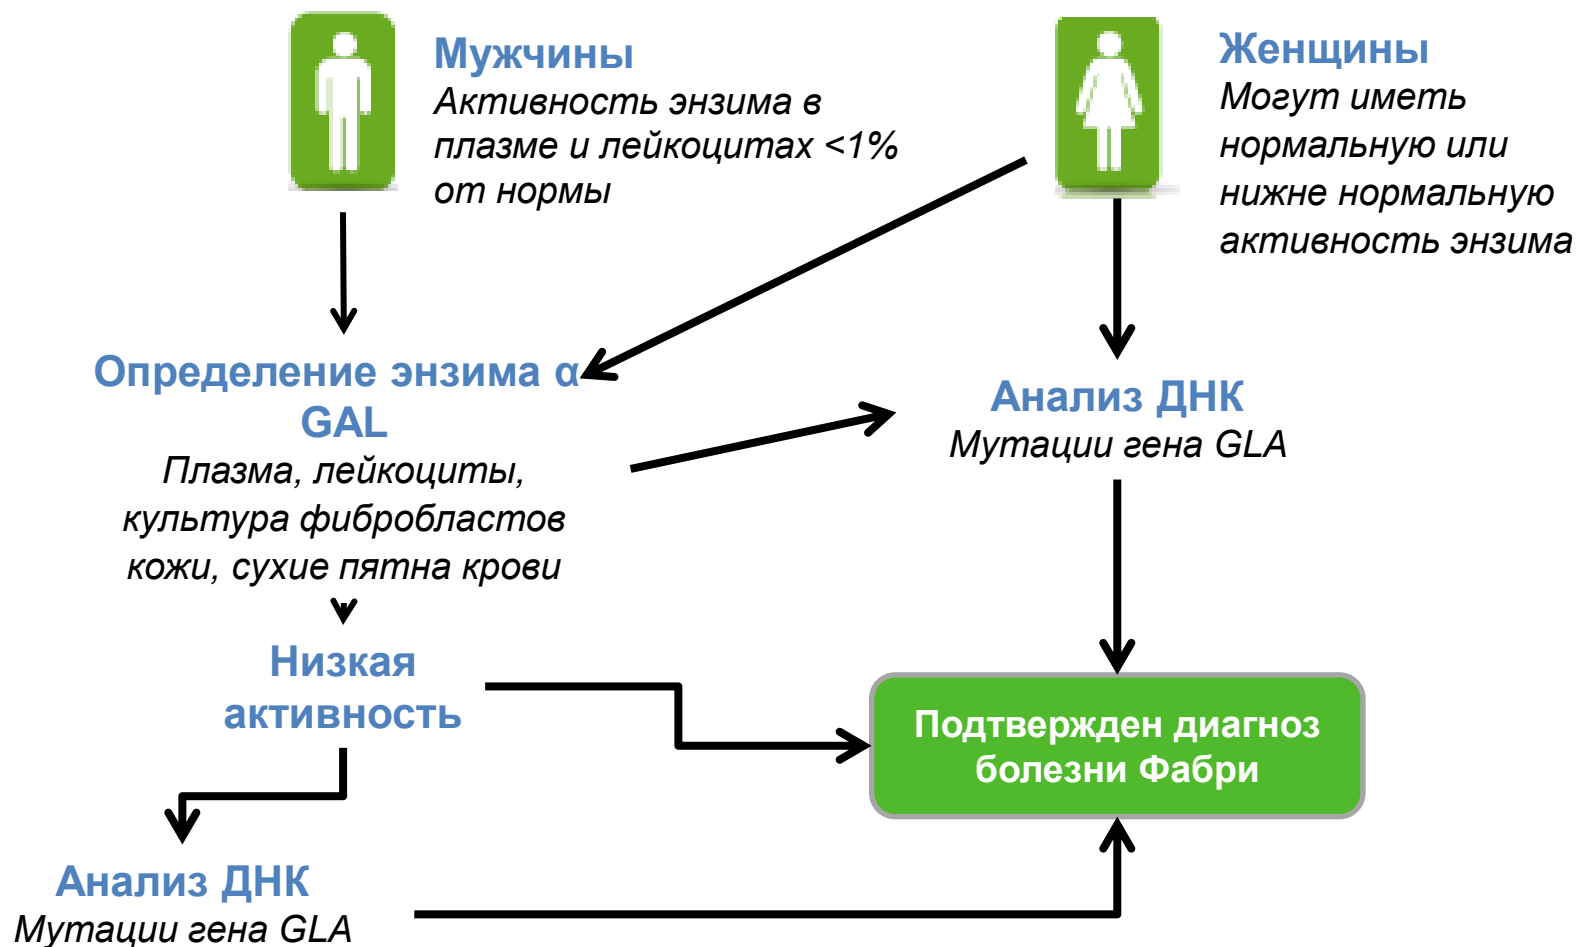 Мужчины
Активность энзима в
плазме и лейкоцитах <1%
от нормы
Женщины
Могут иметь
нормальную или
нижне нормальную
активность энзима
Определение энзима α
GAL
Плазма, лейкоциты,
культура фибробластов
кожи, сухие пятна крови
Анализ ДНК
Мутации гена GLA
Низкая
активность
Подтвержден диагноз
болезни Фабри
Анализ ДНК
Мутации гена GLA